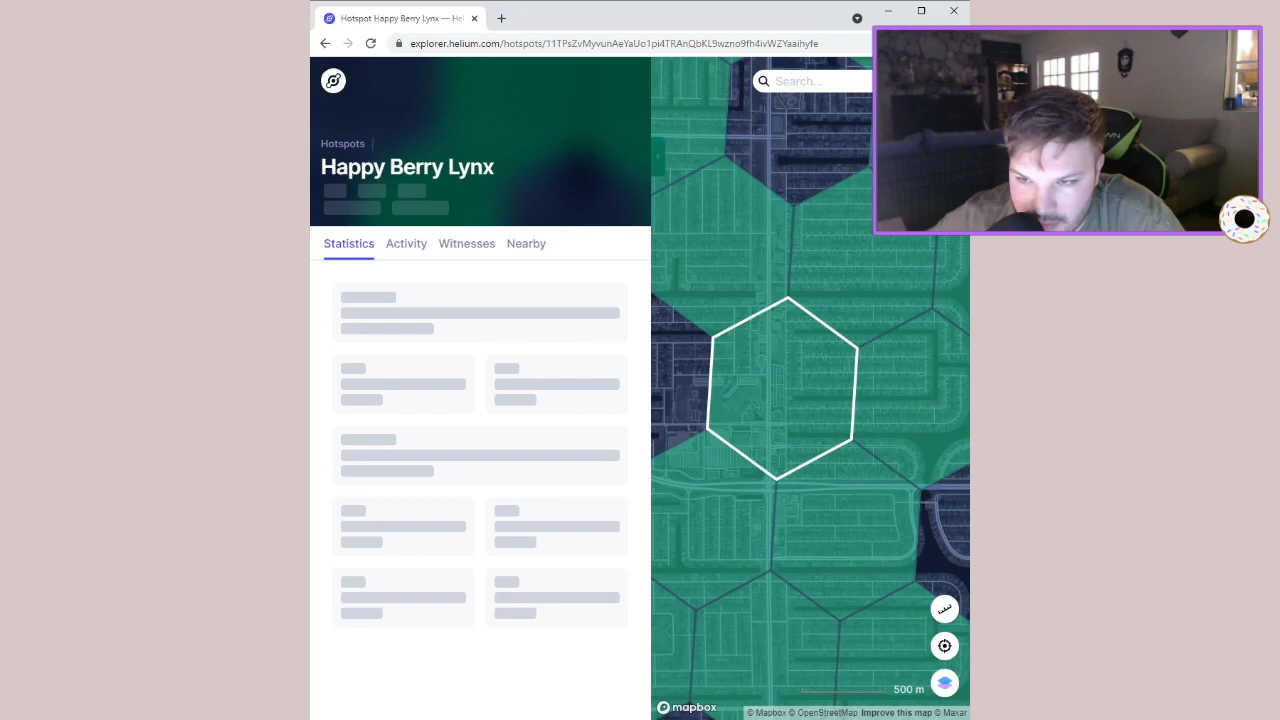 Hotspot Happy Berry Lynx — Hel
explorer.helium.com/hotspots/11TPsZvMyvunAeYaUo1pi4TRAnQbKL9wzno9fh4ivWZYaaihyfe
Search...
Hotspots
Happy Berry Lynx
Statistics Activity Witnesses Nearby
500 m
mapbox
© Mapbox © OpenStreetMap Improve this map © Maxar